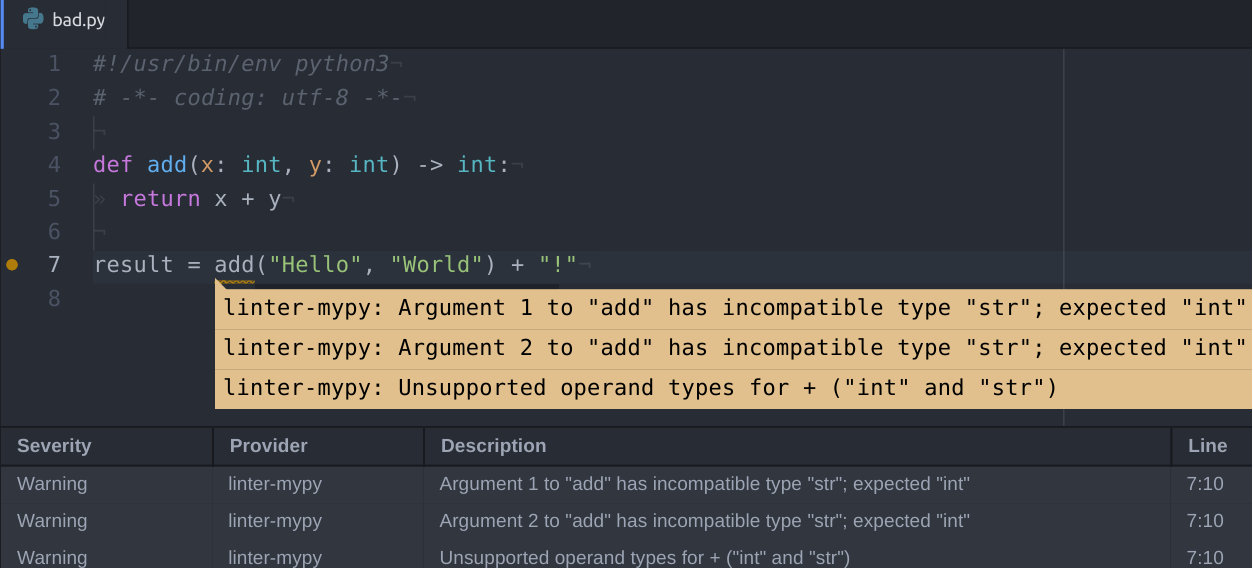 bad.py
1 #!/usr/bin/env python3¬
2 # -*- coding: utf-8 -*-¬
3 ¬
4 def add(x: int, y: int) -> int:¬
5 » return x + y¬
6 ¬
7 result = add("Hello", "World") + "!"¬
8
linter-mypy: Argument 1 to "add" has incompatible type "str"; expected "int"
linter-mypy: Argument 2 to "add" has incompatible type "str"; expected "int"
linter-mypy: Unsupported operand types for + ("int" and "str")
Severity Provider Description Line
Warning linter-mypy Argument 1 to "add" has incompatible type "str"; expected "int" 7:10
Warning linter-mypy Argument 2 to "add" has incompatible type "str"; expected "int" 7:10
Warning linter-mypy Unsupported operand types for + ("int" and "str") 7:10